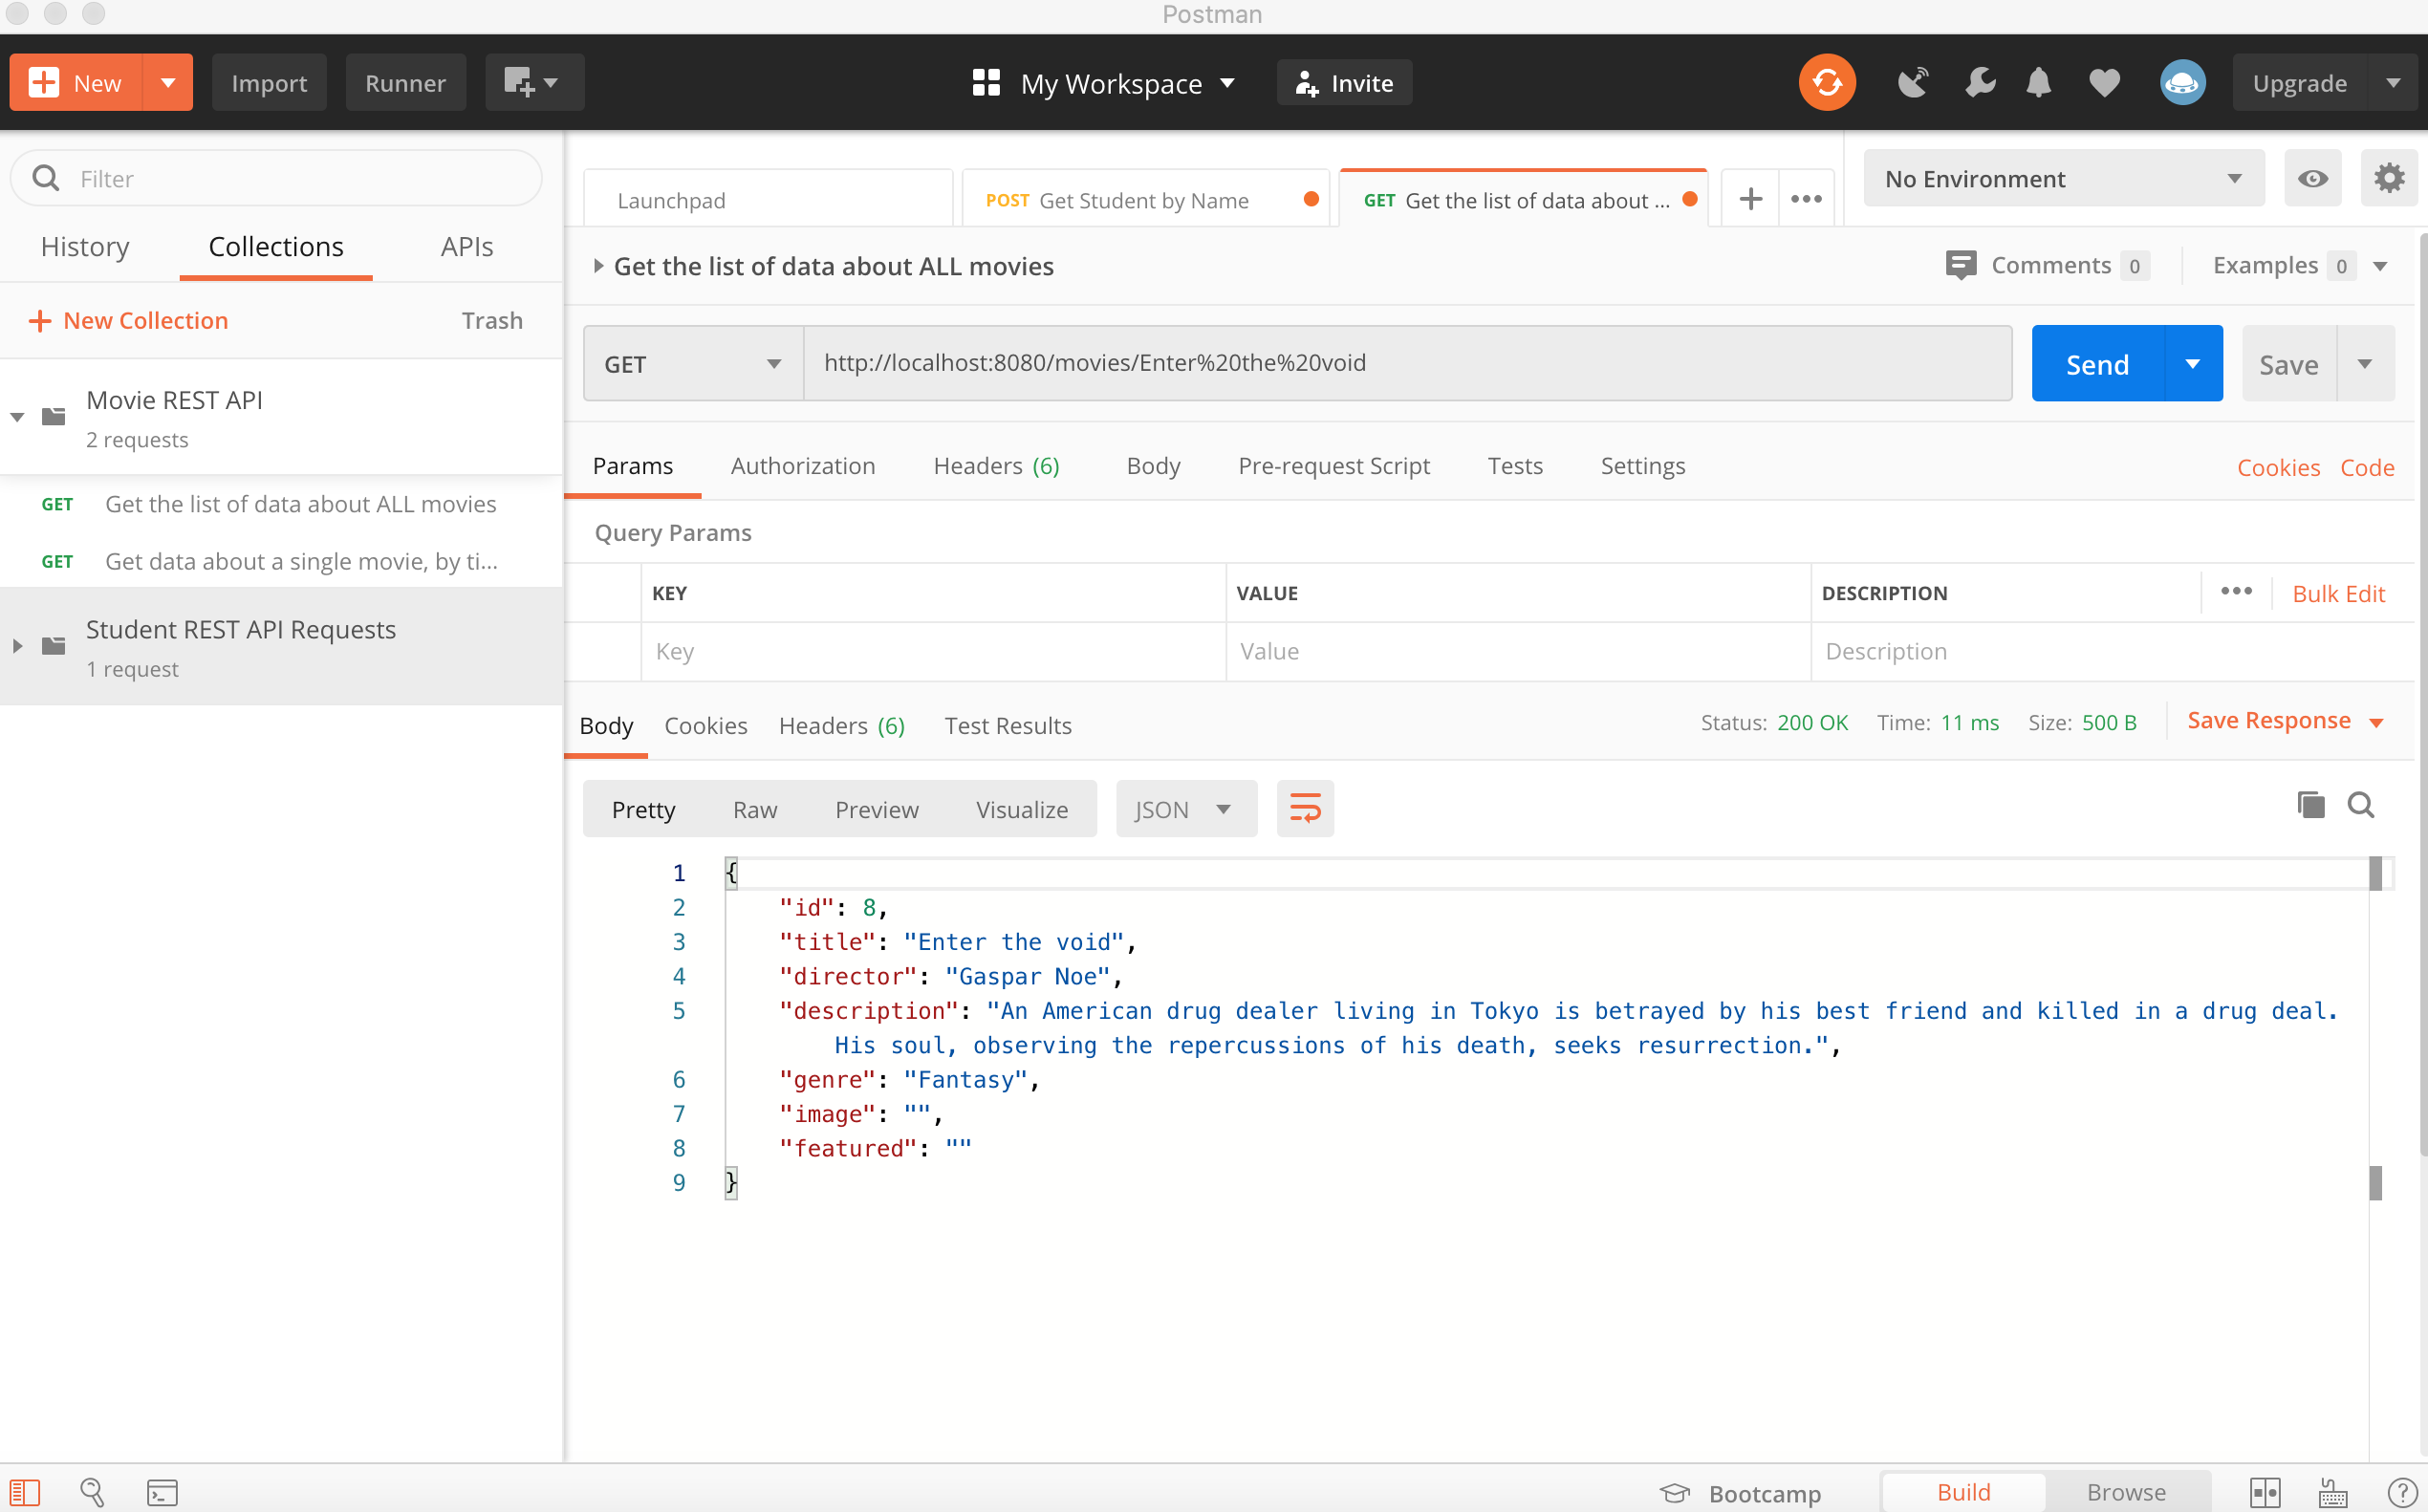 Postman
New
Import
Runner
My Workspace
Invite
Upgrade
Filter
History
Collections
APIs
+ New Collection
Trash
Movie REST API
2 requests
GET Get the list of data about ALL movies
GET Get data about a single movie, by ti...
Student REST API Requests
1 request
Launchpad
POST Get Student by Name
GET Get the list of data about ...
No Environment
Get the list of data about ALL movies
Comments 0
Examples 0
GET
http://localhost:8080/movies/Enter%20the%20void
Send
Save
Params
Authorization
Headers (6)
Body
Pre-request Script
Tests
Settings
Cookies
Code
Query Params
KEY
VALUE
DESCRIPTION
Bulk Edit
Key
Value
Description
Body
Cookies
Headers (6)
Test Results
Status: 200 OK
Time: 11 ms
Size: 500 B
Save Response
Pretty
Raw
Preview
Visualize
JSON
1 {
2 "id": 8,
3 "title": "Enter the void",
4 "director": "Gaspar Noe",
5 "description": "An American drug dealer living in Tokyo is betrayed by his best friend and killed in a drug deal.
His soul, observing the repercussions of his death, seeks resurrection.",
6 "genre": "Fantasy",
7 "image": "",
8 "featured": ""
9 }
Bootcamp
Build
Browse